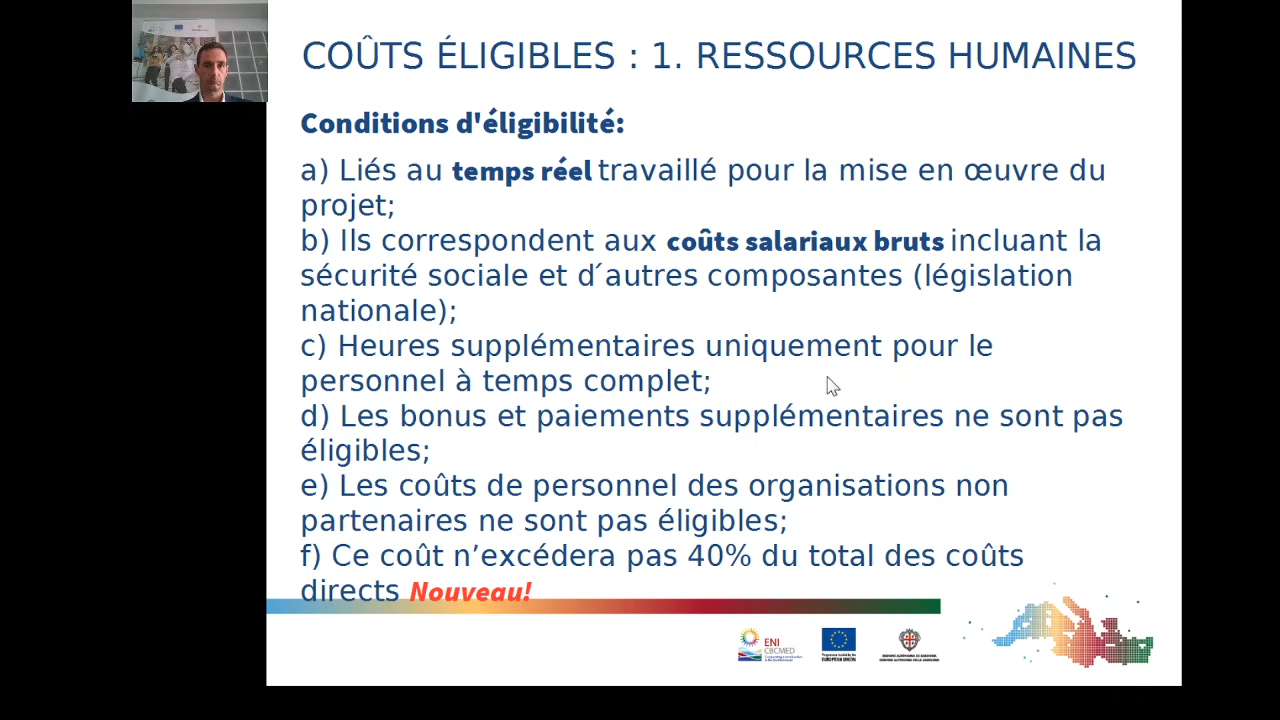 COÛTS ÉLIGIBLES : 1. RESSOURCES HUMAINES
Conditions d'éligibilité:
a) Liés au temps réel travaillé pour la mise en œuvre du
projet;
b) Ils correspondent aux coûts salariaux bruts incluant la
sécurité sociale et d´autres composantes (législation
nationale);
c) Heures supplémentaires uniquement pour le
personnel à temps complet;
d) Les bonus et paiements supplémentaires ne sont pas
éligibles;
e) Les coûts de personnel des organisations non
partenaires ne sont pas éligibles;
f) Ce coût n’excédera pas 40% du total des coûts
directs Nouveau!
ENI
CBCMED
EUROPEAN UNION